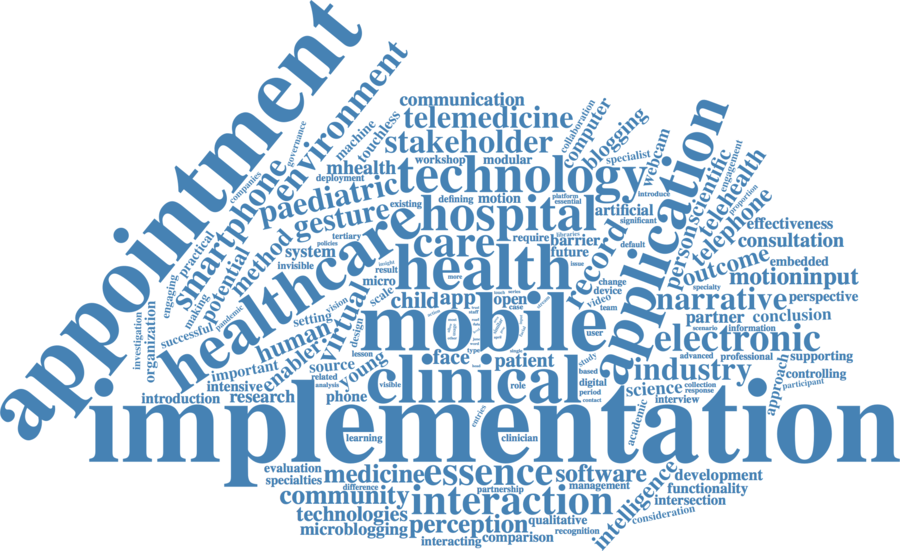 appointment
environment
communication
telemedicine
stakeholder
workshop
modular
technology
collaboration
computer
blogging
specialist
webcam
introduce
application
governance
machine
touchless
mhealth
deployment
companies
smartphone
paediatric
gesture
existing
defining
motion
platform
essential
hospital
artificial
significant
person
scientific
engagement
telehealth
proportion
telephone
effectiveness
consultation
engaging
practical
making
potential
method
pandemic
successful
healthcare
system
policies
tertiary
invisible
insight
result
micro
scale
care
require
libraries
barrier
future
issue
default
record
health
more
change
device
video
outcome
specialty
embedded
motioninput
narrative
perspective
partner
conclusion
scenario
information
investigation
organization
setting
vision
virtual
design
human
enabler
important
intensive
introduction
research
source
related
analysis
lesson
young
phone
visible
child
app
open
mobile
user
face
patient
type
study
based
digital
period
contact
role
clinical
electronic
advanced
professional
supporting
industry
science
collection
response
interview
approach
controlling
participant
academic
entries
implementation
learning
clinician
evaluation
specialties
medicine
essence
software
development
difference
partnership
management
functionality
community
interaction
intelligence
intersection
consideration
technologies
microblogging
perception
qualitative
recognition
interacting
comparison